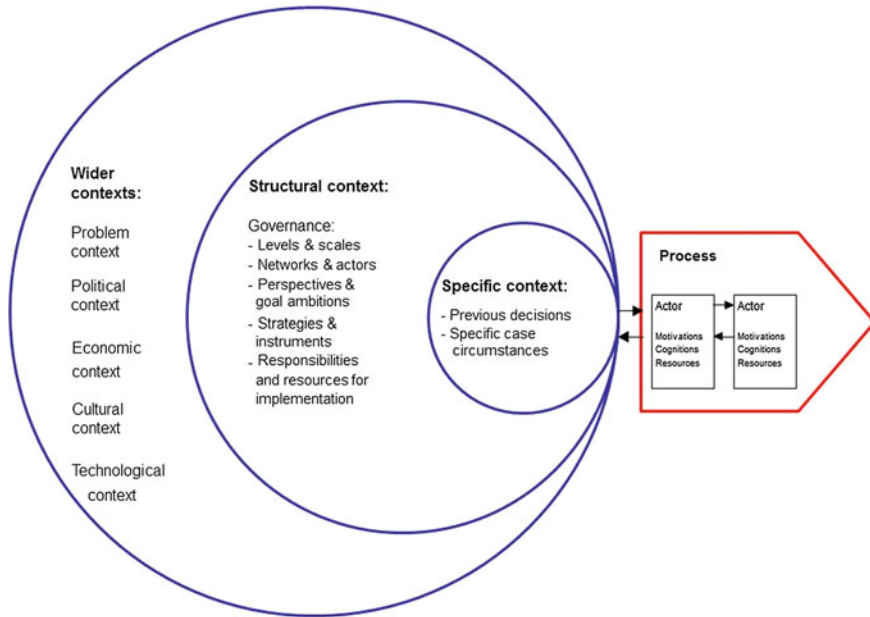 Wider
contexts:
Problem
context
Political
context
Economic
context
Cultural
context
Technological
context
Structural context:
Governance:
- Levels & scales
- Networks & actors
- Perspectives &
goal ambitions
- Strategies &
instruments
- Responsibilities
and resources for
implementation
Specific context:
- Previous decisions
- Specific case
circumstances
Process
Actor
Motivations
Cognitions
Resources
Actor
Motivations
Cognitions
Resources